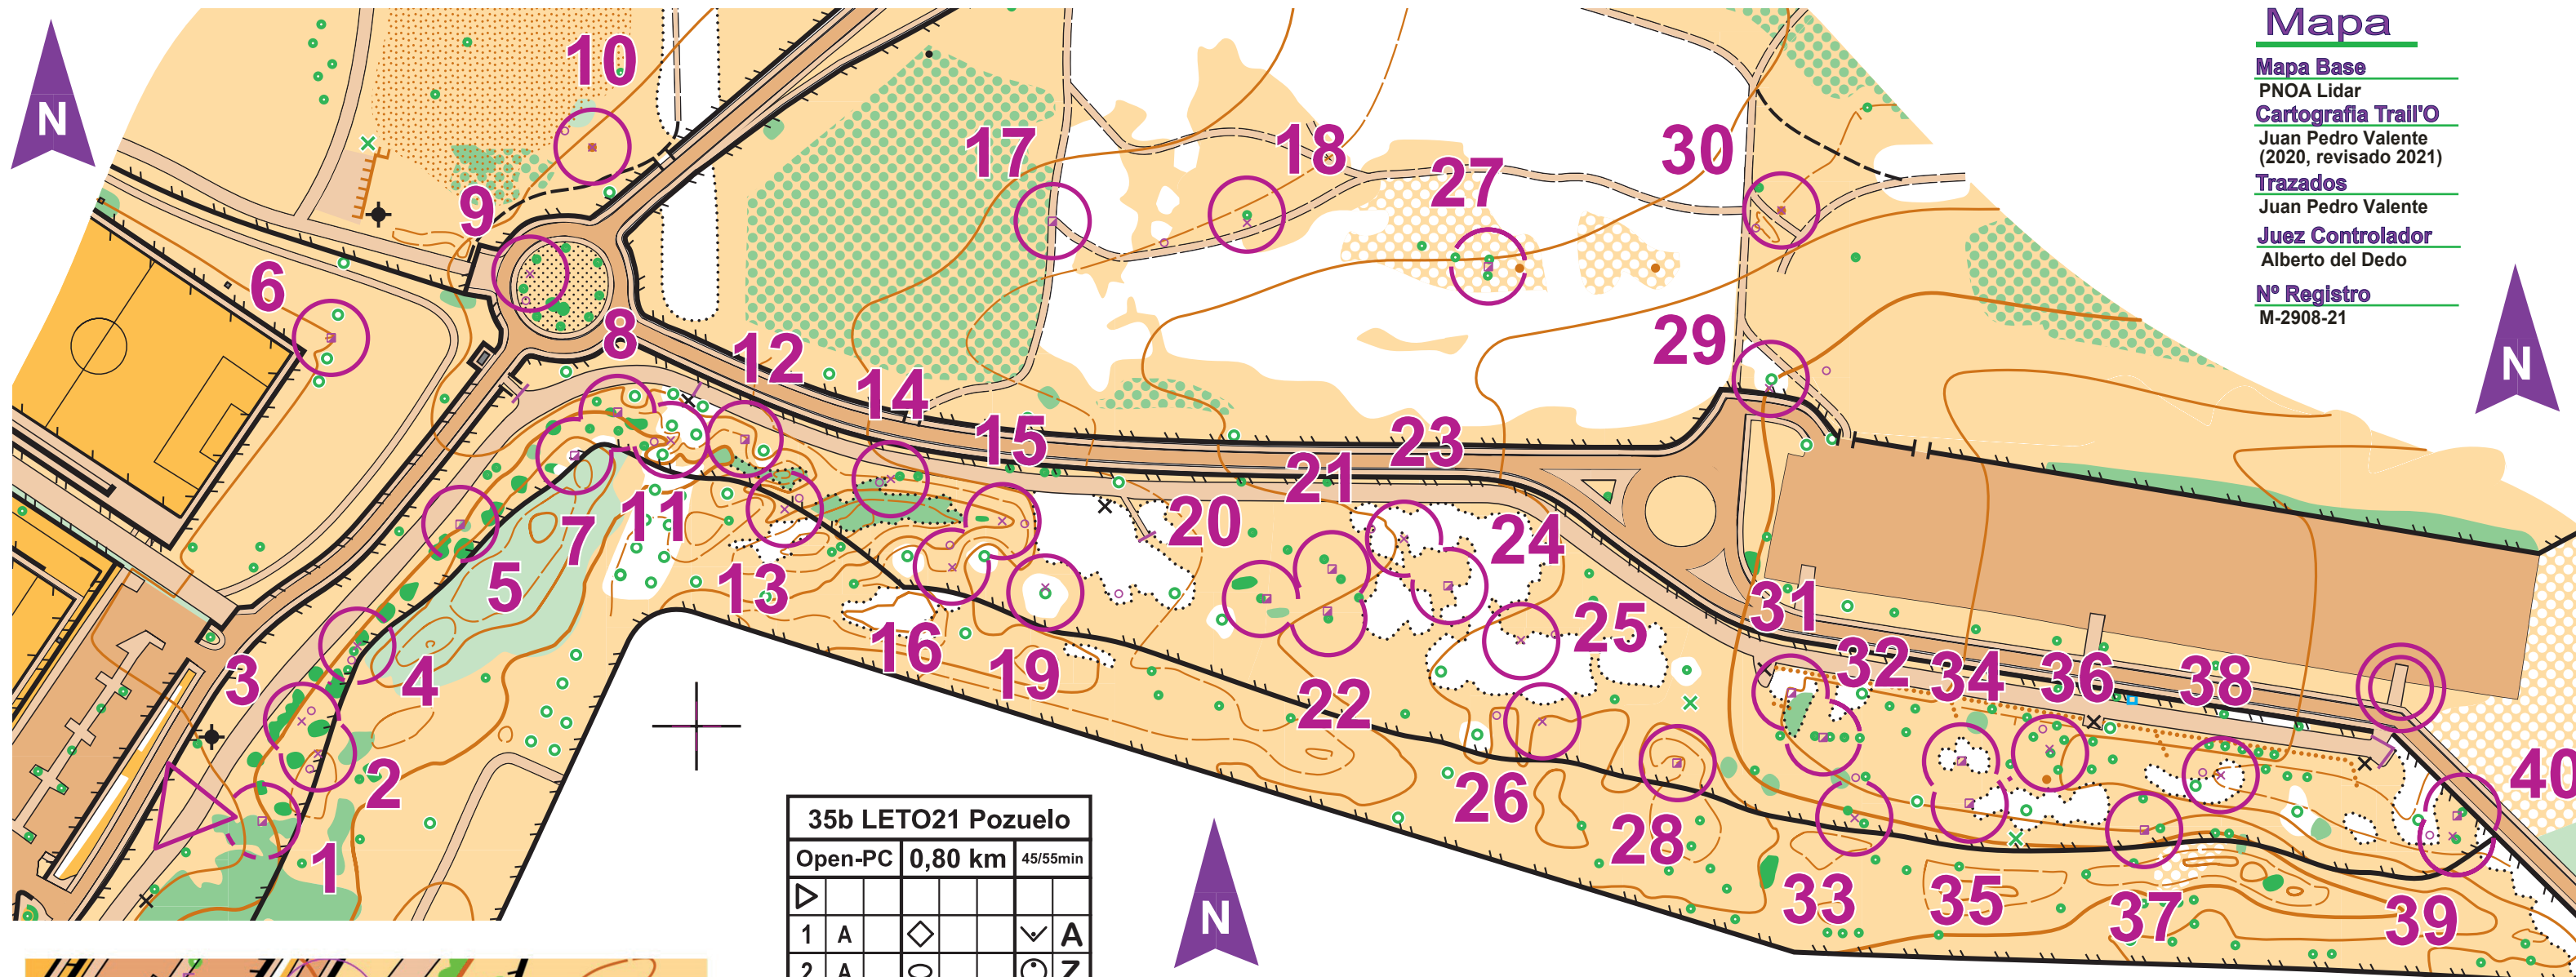 Mapa
Mapa Base
PNOA Lidar
Cartografia Trail'O
Juan Pedro Valente
(2020, revisado 2021)
Trazados
Juan Pedro Valente
Juez Controlador
Alberto del Dedo
Nº Registro
M-2908-21
N
N
N
10
17
18
27
30
9
6
8
12
29
14
15
23
21
20
24
11
7
5
13
16
19
22
25
3
4
2
1
31
32
34
36
38
26
28
33
35
37
39
40
35b LETO21 Pozuelo
Open-PC 0,80 km 45/55min
1 A A
2 A Z